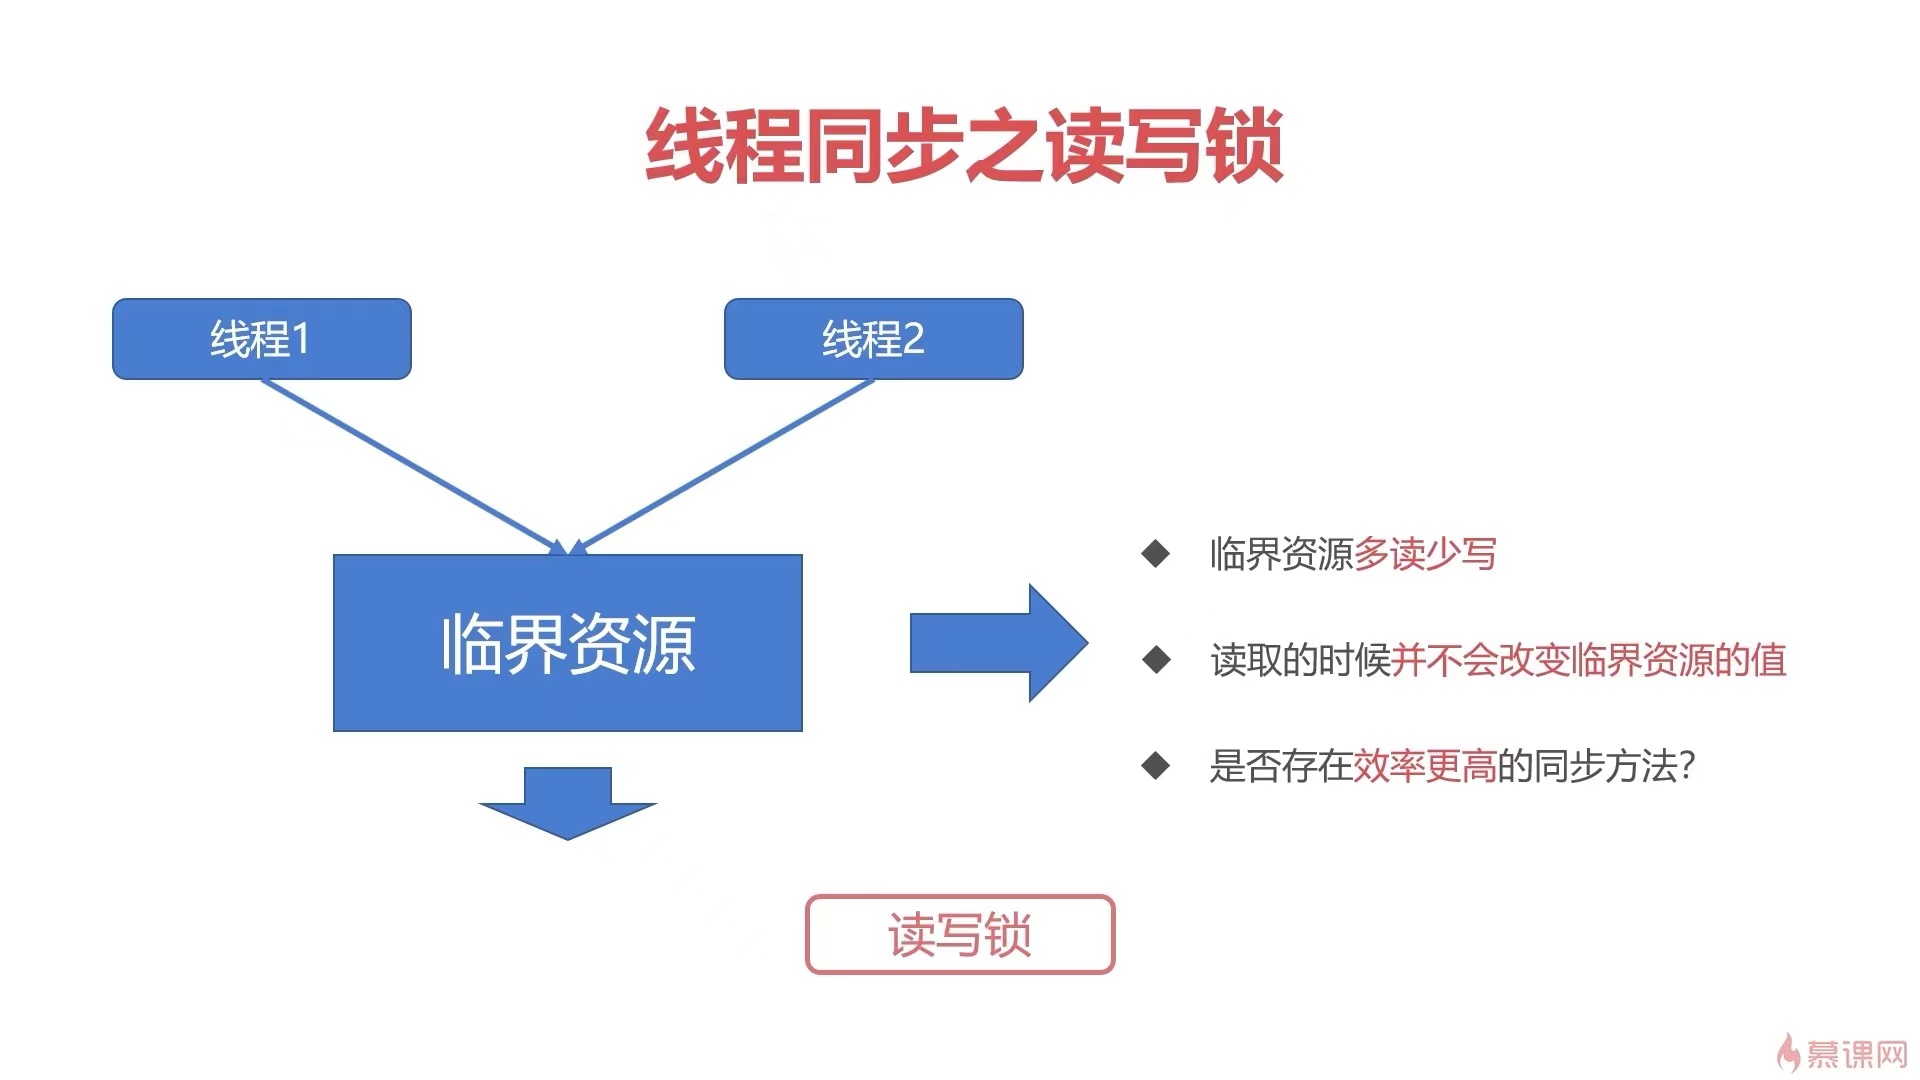 线程同步之读写锁
线程1
线程2
临界资源
临界资源多读少写
读取的时候并不会改变临界资源的值
是否存在效率更高的同步方法？
读写锁
慕课网